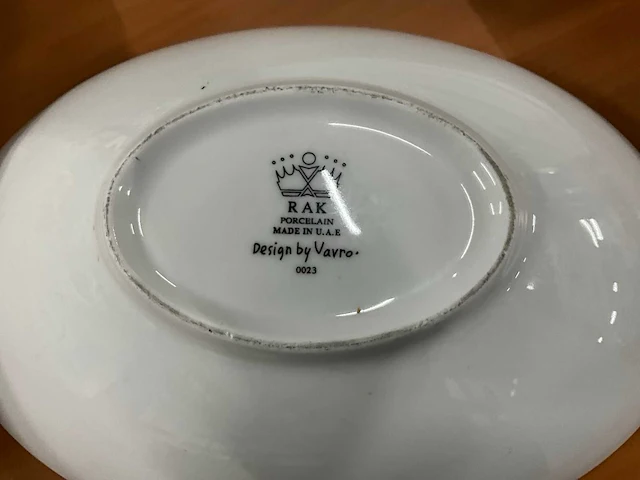 RAK
PORCELAIN
MADE IN U.A.E
Design by Vavro.
0023